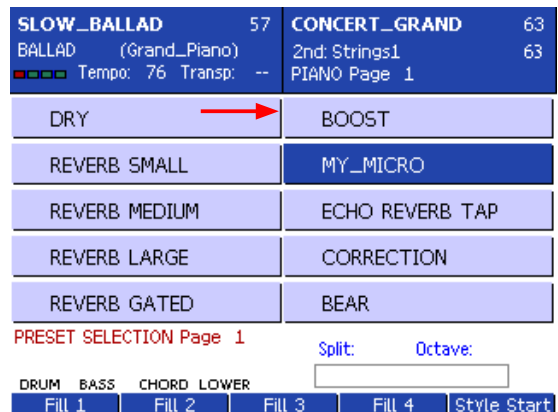 SLOW_BALLAD 57
BALLAD (Grand_Piano)
Tempo: 76 Transp: --
CONCERT_GRAND 63
2nd: Strings1 63
PIANO Page 1
DRY
BOOST
REVERB SMALL
MY_MICRO
REVERB MEDIUM
ECHO REVERB TAP
REVERB LARGE
CORRECTION
REVERB GATED
BEAR
PRESET SELECTION Page 1
Split: Octave:
DRUM BASS CHORD LOWER
Fill 1 Fill 2 Fill 3 Fill 4 Style Start